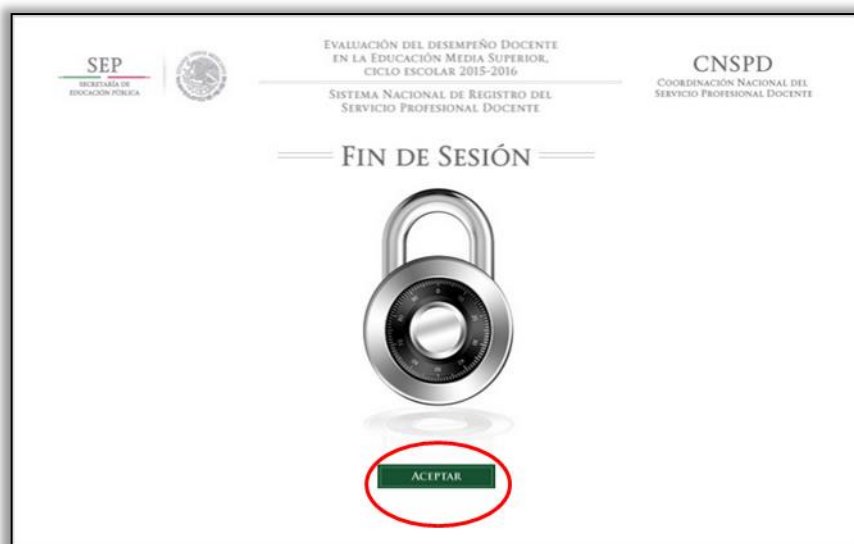 SEP
SECRETARÍA DE
EDUCACIÓN PÚBLICA
EVALUACIÓN DEL DESEMPEÑO DOCENTE
EN LA EDUCACIÓN MEDIA SUPERIOR,
CICLO ESCOLAR 2015-2016
SISTEMA NACIONAL DE REGISTRO DEL
SERVICIO PROFESIONAL DOCENTE
CNSPD
COORDINACIÓN NACIONAL DEL
SERVICIO PROFESIONAL DOCENTE
FIN DE SESIÓN
ACEPTAR